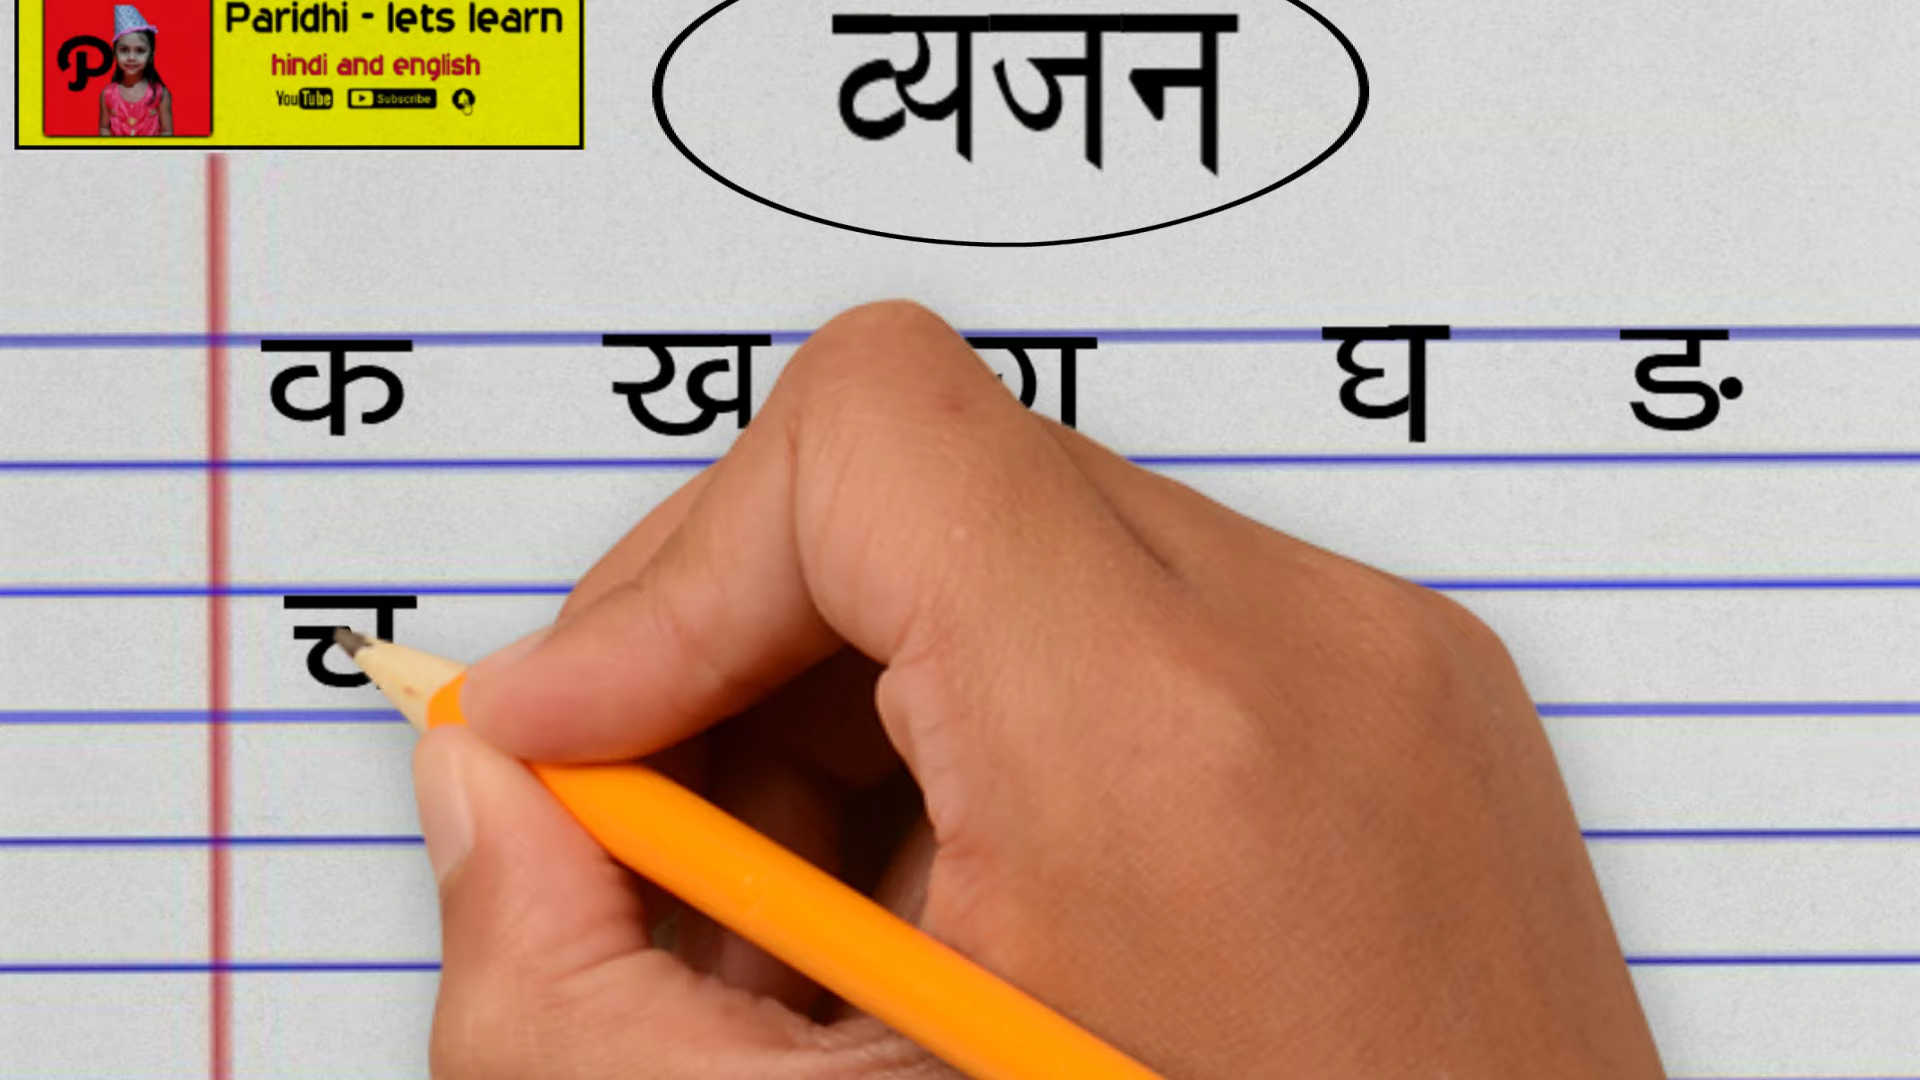 Paridhi - lets learn
hindi and english
YouTube Subscribe
व्यजन
क ख ग घ ङ
च